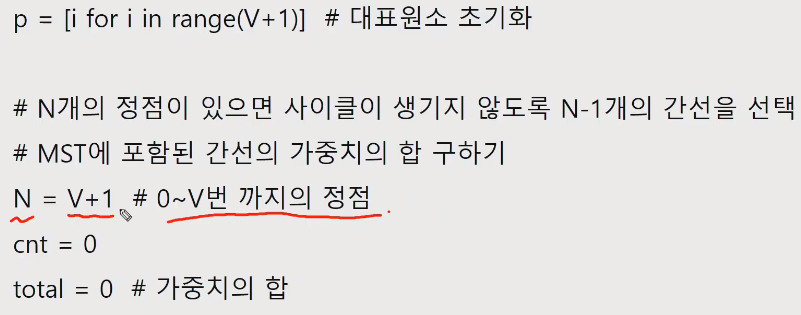 p = [i for i in range(V+1)] # 대표원소 초기화
# N개의 정점이 있으면 사이클이 생기지 않도록 N-1개의 간선을 선택
# MST에 포함된 간선의 가중치의 합 구하기
N = V+1 # 0~V번 까지의 정점
cnt = 0
total = 0 # 가중치의 합